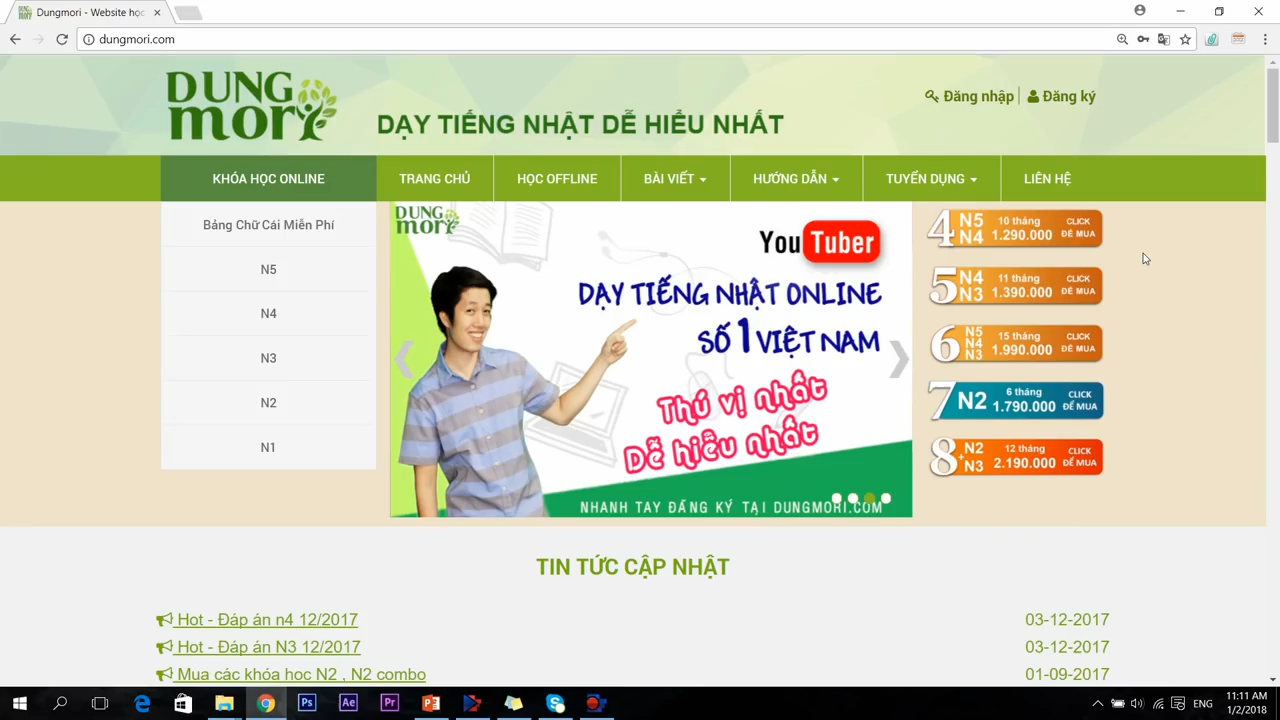 Dungmori - Website học
dungmori.com
DUNG
mori
DẠY TIẾNG NHẬT DỄ HIỂU NHẤT
Đăng nhập
Đăng ký
KHÓA HỌC ONLINE
TRANG CHỦ
HỌC OFFLINE
BÀI VIẾT
HƯỚNG DẪN
TUYỂN DỤNG
LIÊN HỆ
Bảng Chữ Cái Miễn Phí
N5
N4
N3
N2
N1
DUNG
mori
YouTuber
DẠY TIẾNG NHẬT ONLINE
SỐ 1 VIỆT NAM
Thú vị nhất
Dễ hiểu nhất
NHANH TAY ĐĂNG KÝ TẠI DUNGMORI.COM
4 N5 N4 10 tháng 1.290.000 CLICK ĐỂ MUA
5 N4 N3 11 tháng 1.390.000 CLICK ĐỂ MUA
6 N5 N4 N3 15 tháng 1.990.000 CLICK ĐỂ MUA
7 N2 6 tháng 1.790.000 CLICK ĐỂ MUA
8 N2 + N3 12 tháng 2.190.000 CLICK ĐỂ MUA
TIN TỨC CẬP NHẬT
Hot - Đáp án n4 12/2017 03-12-2017
Hot - Đáp án N3 12/2017 03-12-2017
Mua các khóa học N2 , N2 combo 01-09-2017
Ps
Ae
Pr
ENG
11:11 AM
1/2/2018